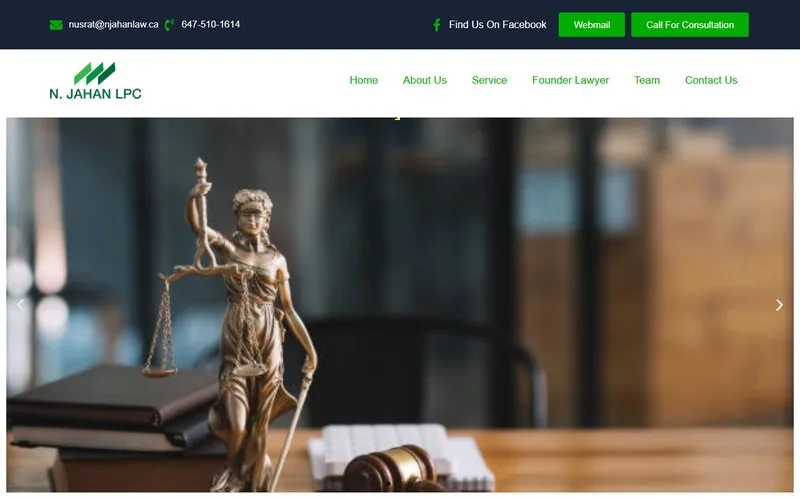 nusrat@njahanlaw.ca
647-510-1614
Find Us On Facebook
Webmail
Call For Consultation
N. JAHAN LPC
Home
About Us
Service
Founder Lawyer
Team
Contact Us